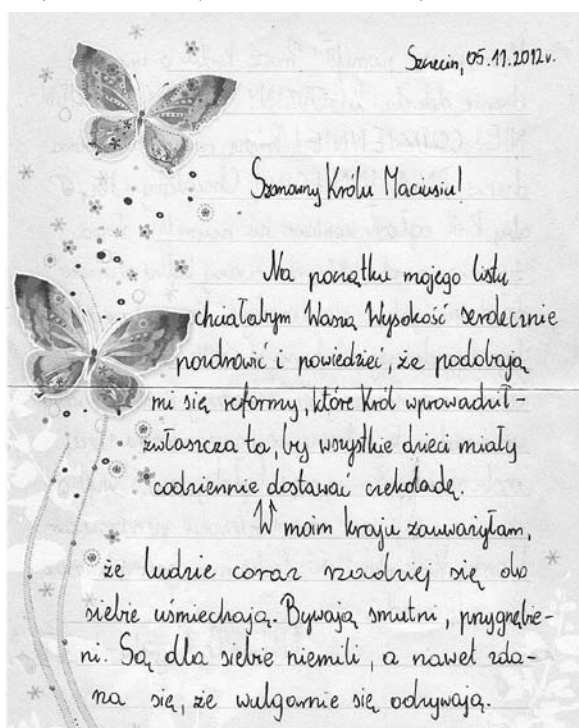 Szczecin, 05.11.2012r.
Szanowny Królu Maciusiu!
Na początku mojego listu
chciałabym Waszą Wysokość serdecznie
pozdrowić i powiedzieć, że podobają
mi się reformy, które Król wprowadził-
zwłaszcza ta, by wszystkie dzieci miały
codziennie dostawać czekoladę.
W moim kraju zauważyłam,
że ludzie coraz rzadziej się do
siebie uśmiechają. Bywają smutni, przygnębie-
ni. Są dla siebie niemili, a nawet zda-
rza się, że wulgarnie się odzywają.